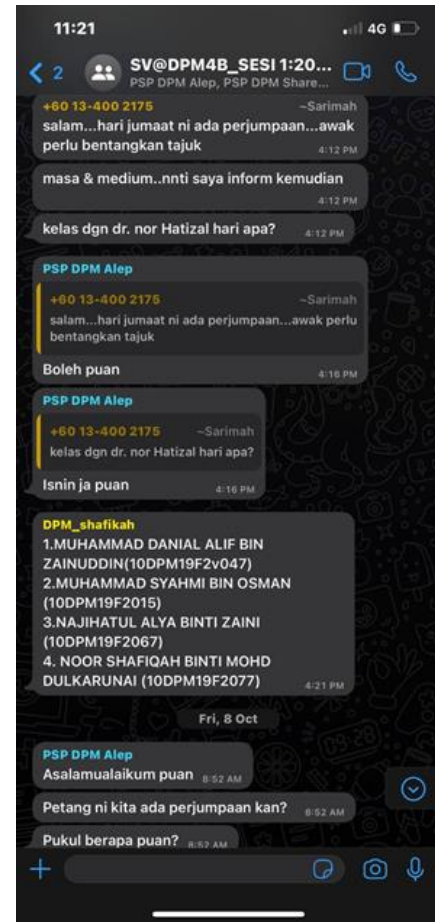 11:21
4G
2
SV@DPM4B_SESI 1:20...
PSP DPM Alep, PSP DPM Share...
+60 13-400 2175 ~Sarimah
salam...hari jumaat ni ada perjumpaan...awak
perlu bentangkan tajuk
4:12 PM
masa & medium..nnti saya inform kemudian
4:12 PM
kelas dgn dr. nor Hatizal hari apa? 4:12 PM
PSP DPM Alep
+60 13-400 2175 ~Sarimah
salam...hari jumaat ni ada perjumpaan...awak perlu
bentangkan tajuk
Boleh puan 4:16 PM
PSP DPM Alep
+60 13-400 2175 ~Sarimah
kelas dgn dr. nor Hatizal hari apa?
Isnin ja puan 4:16 PM
DPM_shafikah
1.MUHAMMAD DANIAL ALIF BIN
ZAINUDDIN(10DPM19F2v047)
2.MUHAMMAD SYAHMI BIN OSMAN
(10DPM19F2015)
3.NAJIHATUL ALYA BINTI ZAINI
(10DPM19F2067)
4. NOOR SHAFIQAH BINTI MOHD
DULKARUNAI (10DPM19F2077) 4:21 PM
Fri, 8 Oct
PSP DPM Alep
Asalamualaikum puan 8:52 AM
Petang ni kita ada perjumpaan kan? 8:52 AM
Pukul berapa puan? 8:52 AM